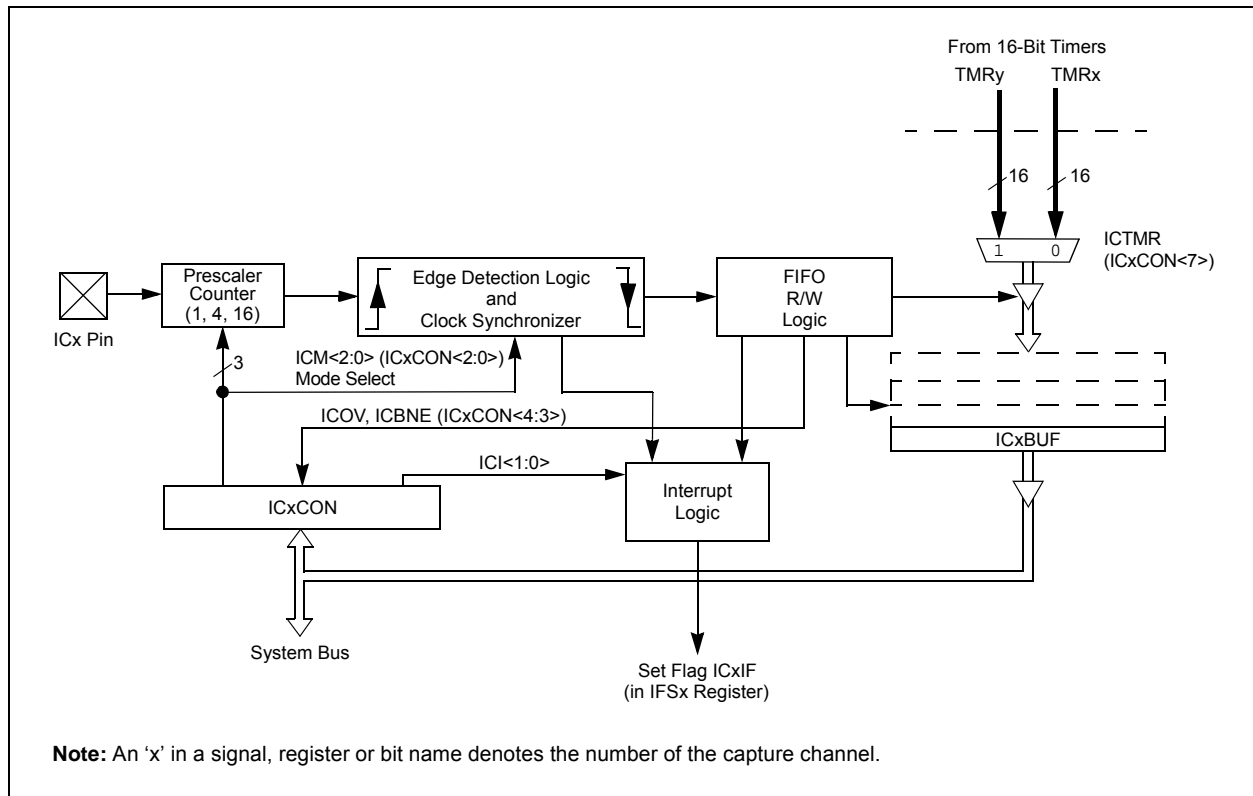 From 16-Bit Timers
TMRy TMRx
16 16
1 0
ICTMR
(ICxCON<7>)
Prescaler
Counter
(1, 4, 16)
Edge Detection Logic
and
Clock Synchronizer
FIFO
R/W
Logic
ICx Pin
3
ICM<2:0> (ICxCON<2:0>)
Mode Select
ICOV, ICBNE (ICxCON<4:3>)
ICxBUF
ICI<1:0>
Interrupt
Logic
ICxCON
System Bus
Set Flag ICxIF
(in IFSx Register)
Note: An ‘x’ in a signal, register or bit name denotes the number of the capture channel.